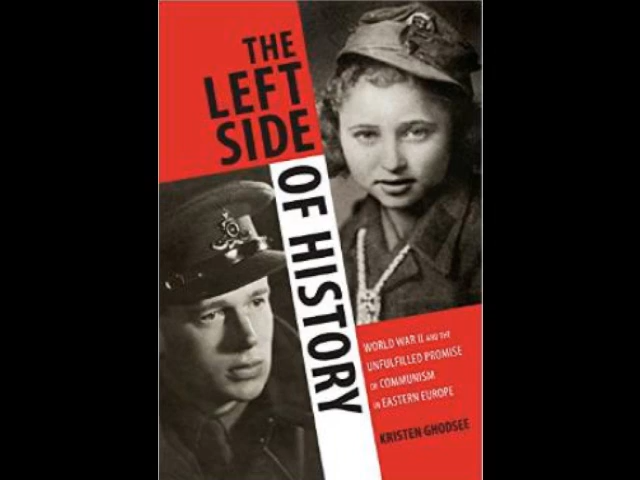 THE
LEFT
SIDE
OF HISTORY
WORLD WAR II AND THE
UNFULFILLED PROMISE
OF COMMUNISM
IN EASTERN EUROPE
KRISTEN GHODSEE